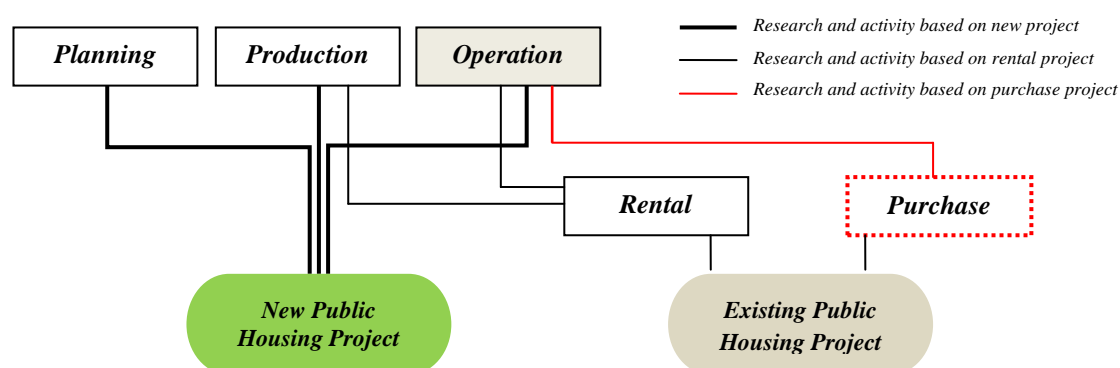 Planning
Production
Operation
Research and activity based on new project
Research and activity based on rental project
Research and activity based on purchase project
Rental
Purchase
New Public
Housing Project
Existing Public
Housing Project